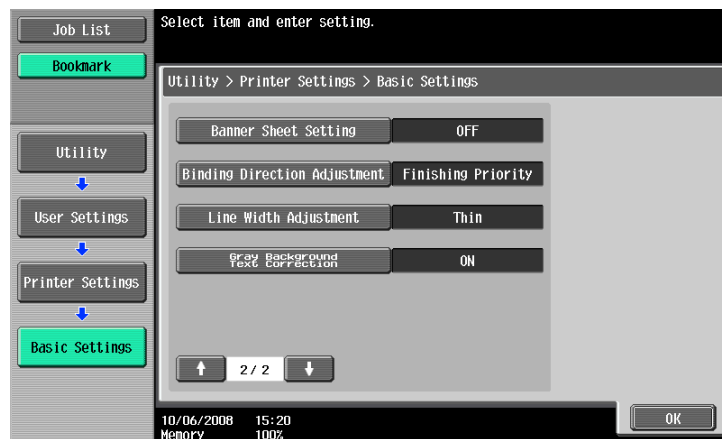 Job List
Bookmark
Select item and enter setting.
Utility > Printer Settings > Basic Settings
Utility
User Settings
Printer Settings
Basic Settings
Banner Sheet Setting OFF
Binding Direction Adjustment Finishing Priority
Line Width Adjustment Thin
Gray Background
Text Correction ON
2/ 2
10/06/2008 15:20
Memory 100%
OK